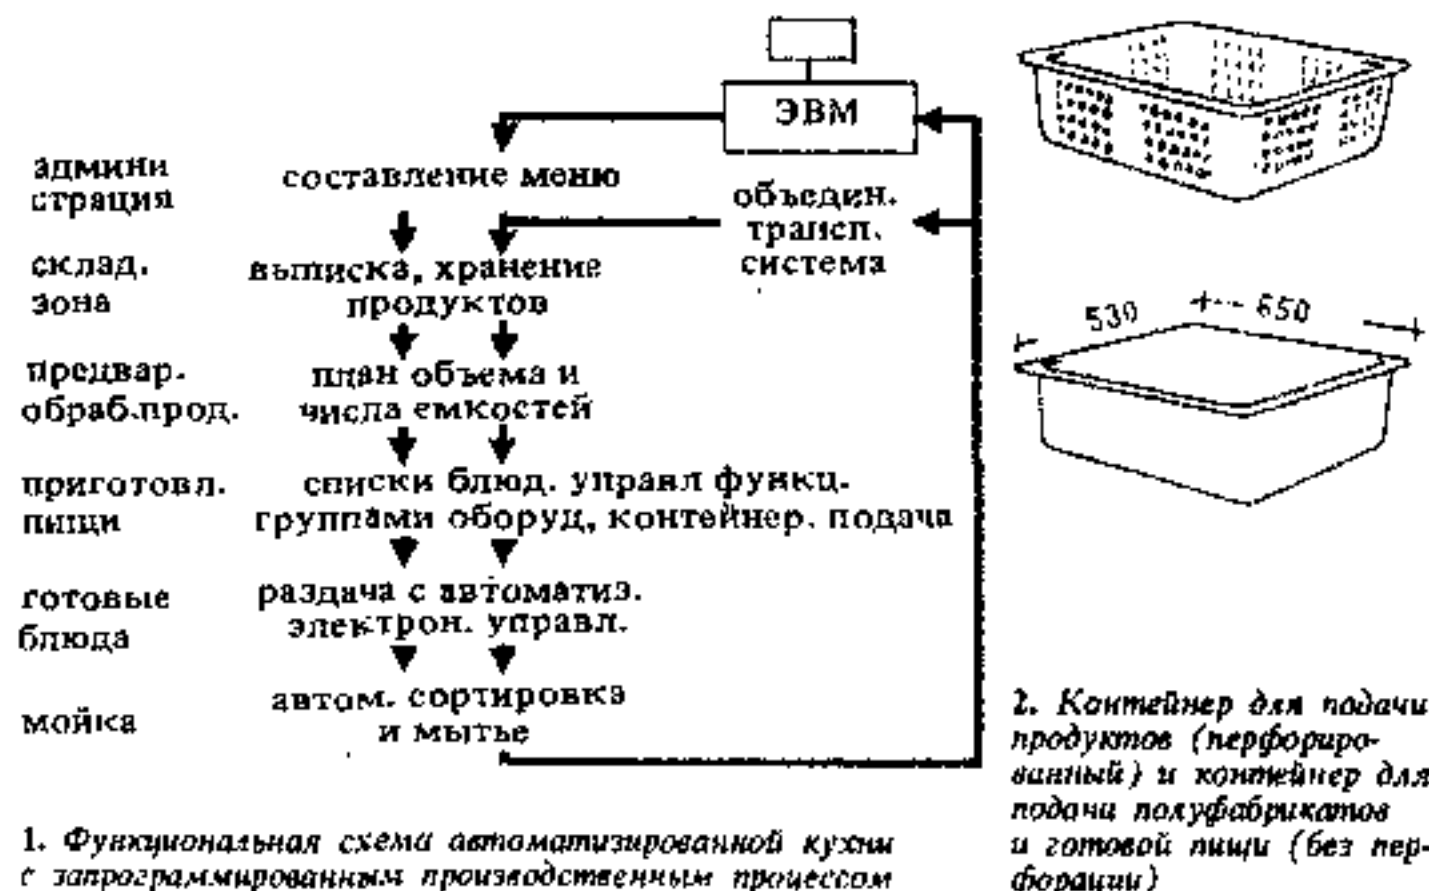 ЭВМ
админи
страция
составление меню
объедин.
трансп.
система
склад.
зона
выписка, хранение
продуктов
530
650
предвар.
обраб.прод.
план объема и
числа емкостей
приготовл.
пищи
списки блюд. управл функц.
группами оборуд, контейнер. подача
готовые
блюда
раздача с автоматиз.
электрон. управл.
мойка
автом. сортировка
и мытье
1. Функциональная схема автоматизированной кухни
с запрограммированным производственным процессом
2. Контейнер для подачи
продуктов (перфориро-
ванный) и контейнер для
подачи полуфабрикатов
и готовой пищи (без пер-
форации)